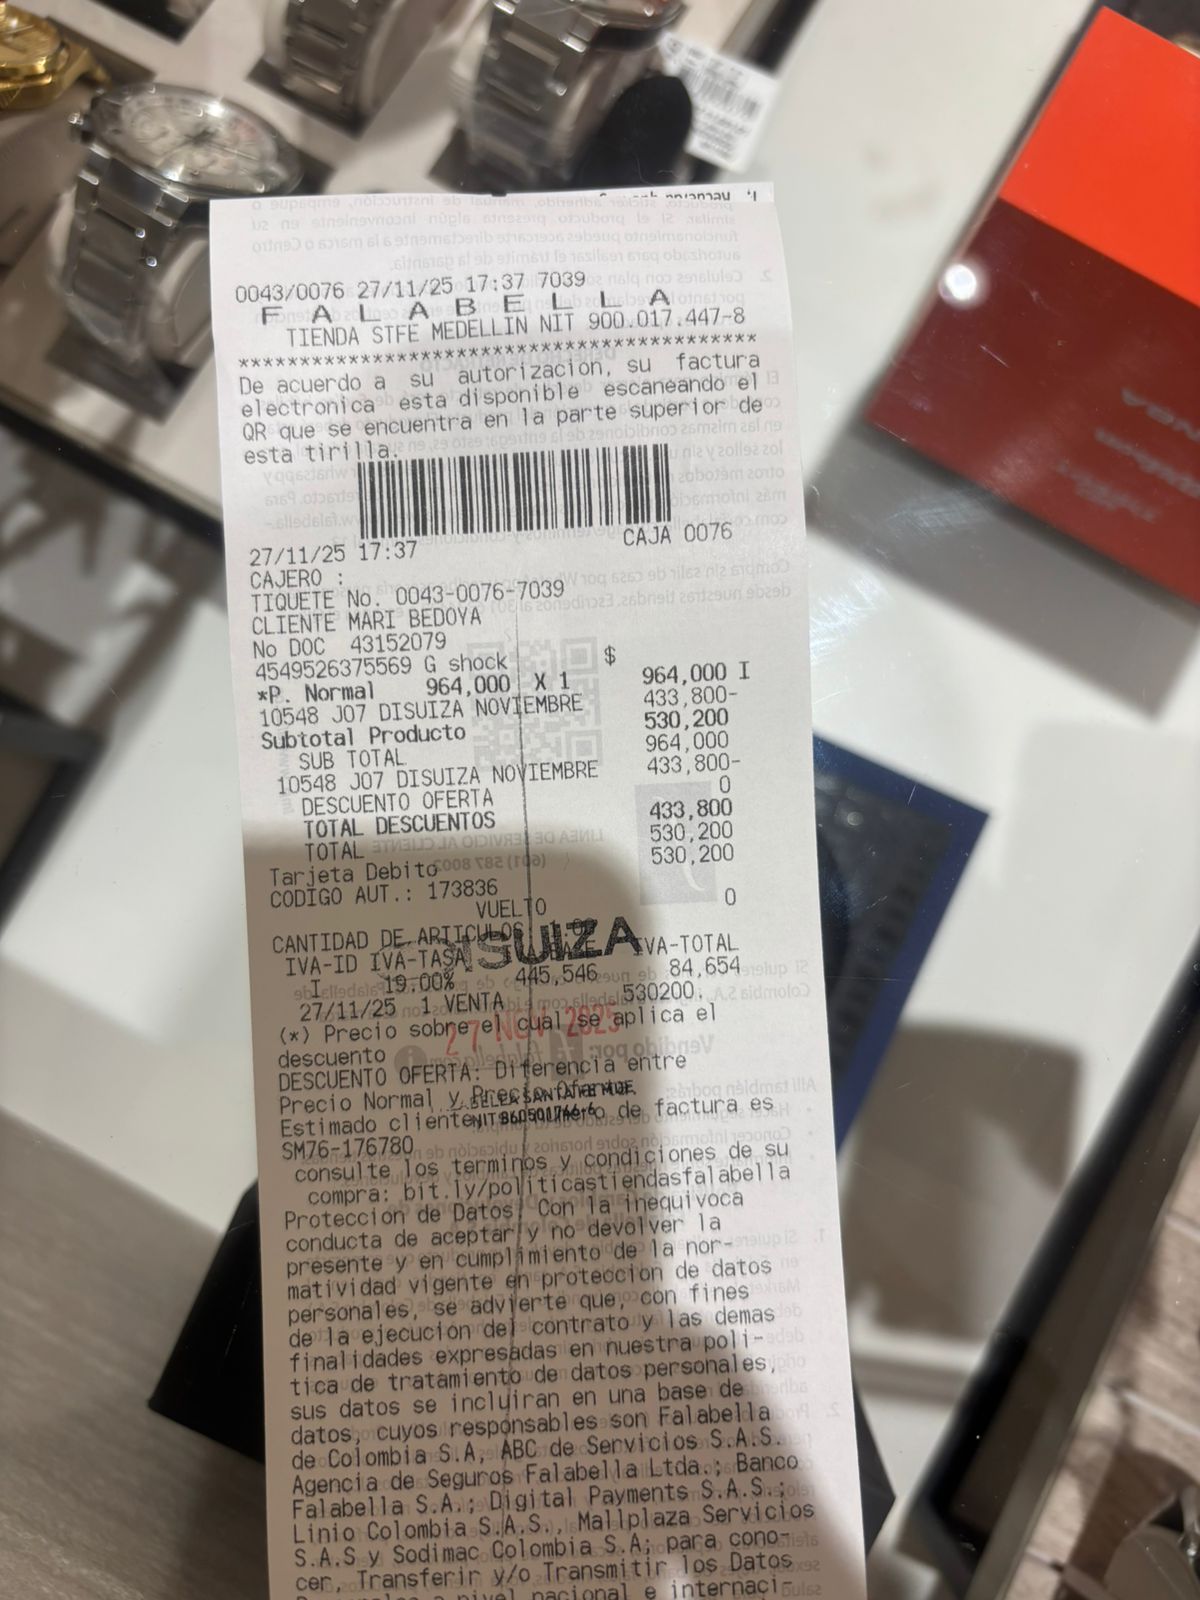 0043/0076 27/11/25 17:37 7039
F A L A B E L L A
TIENDA STFE MEDELLIN NIT 900.017.447-8
******************************************
De acuerdo a su autorización, su factura
electronica esta disponible escaneando el
QR que se encuentra en la parte superior de
esta tirilla.
27/11/25 17:37 CAJA 0076
CAJERO :
TIQUETE No. 0043-0076-7039
CLIENTE MARI BEDOYA
No DOC 43152079
4549526375569 G shock $
*P. Normal 964,000 X 1 964,000 I
10548 J07 DISUIZA NOVIEMBRE 433,800-
Subtotal Producto 530,200
SUB TOTAL 964,000
10548 J07 DISUIZA NOVIEMBRE 433,800-
DESCUENTO OFERTA 0
TOTAL DESCUENTOS 433,800
TOTAL 530,200
Tarjeta Debito 530,200
CODIGO AUT.: 173836
VUELTO 0
CANTIDAD DE ARTICULOS
DISUIZA
IVA-ID IVA-TASA IVA-TOTAL
I 19.00% 445,546 84,654
27/11/25 1 VENTA 530200
27 NOV 2025
(*) Precio sobre el cual se aplica el
descuento
DESCUENTO OFERTA: Diferencia entre
Precio Normal y Precio Oferta
Estimado cliente, su numero de factura es
SM76-176780
consulte los terminos y condiciones de su
compra: bit.ly/politicastiendasfalabella
Proteccion de Datos: Con la inequivoca
conducta de aceptar y no devolver la
presente y en cumplimiento de la nor-
matividad vigente en proteccion de datos
personales, se advierte que, con fines
de la ejecucion del contrato y las demas
finalidades expresadas en nuestra poli-
tica de tratamiento de datos personales,
sus datos se incluiran en una base de
datos, cuyos responsables son Falabella
de Colombia S.A, ABC de Servicios S.A.S.
Agencia de Seguros Falabella Ltda.; Banco
Falabella S.A.; Digital Payments S.A.S.;
Linio Colombia S.A.S., Mallplaza Servicios
S.A.S y Sodimac Colombia S.A; para cono-
cer, Transferir y/o Transmitir los Datos
Personales a nivel nacional e internaci-